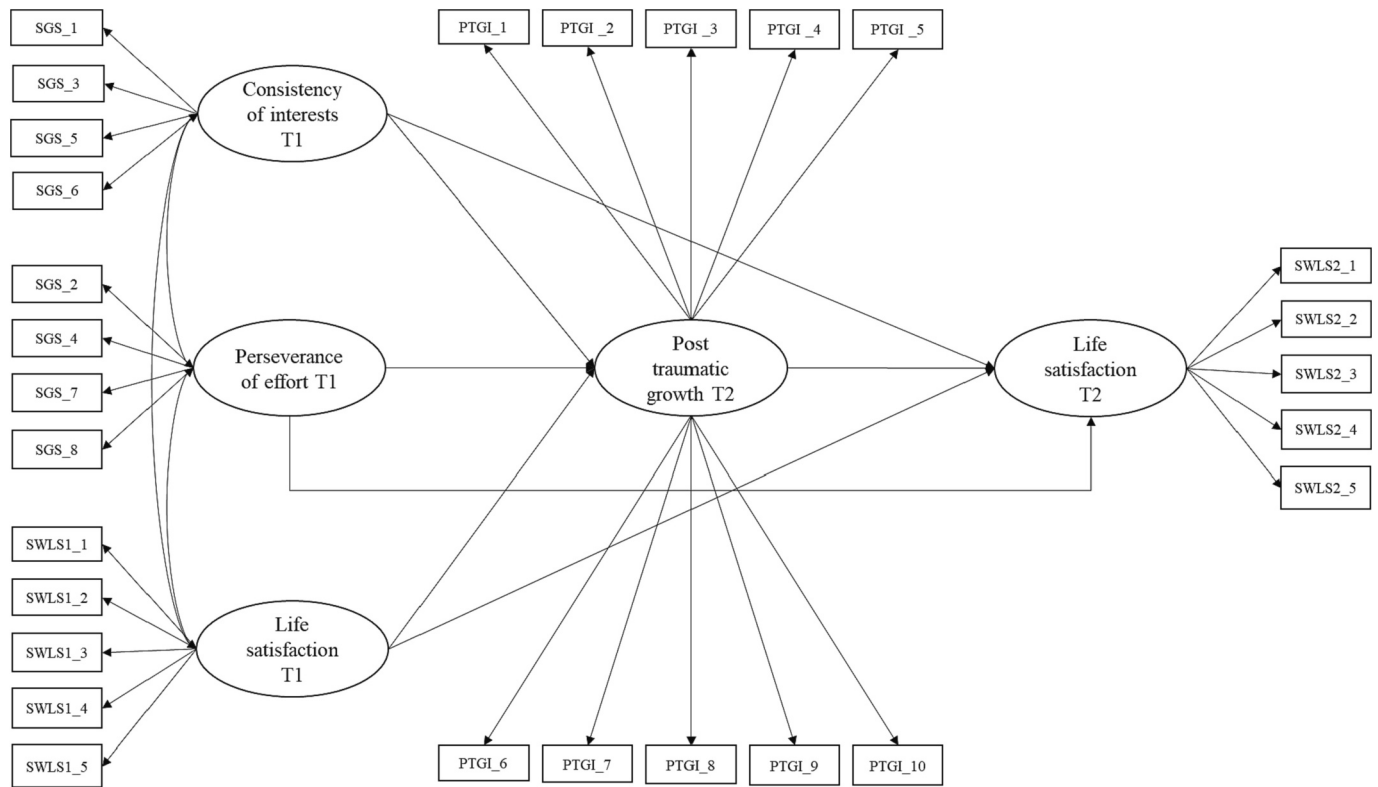 SGS_1
SGS_3
SGS_5
SGS_6
Consistency
of interests
T1
PTGI_1
PTGI _2
PTGI _3
PTGI _4
PTGI _5
SGS_2
SGS_4
SGS_7
SGS_8
Perseverance
of effort T1
Post
traumatic
growth T2
Life
satisfaction
T2
SWLS2_1
SWLS2_2
SWLS2_3
SWLS2_4
SWLS2_5
SWLS1_1
SWLS1_2
SWLS1_3
SWLS1_4
SWLS1_5
Life
satisfaction
T1
PTGI_6
PTGI_7
PTGI_8
PTGI_9
PTGI_10